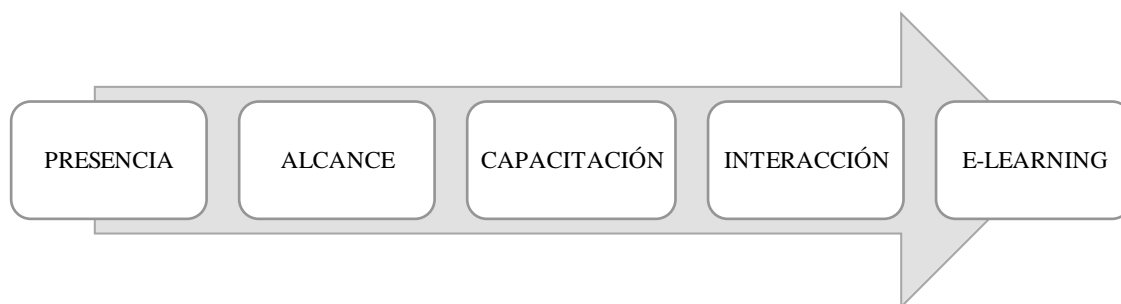 PRESENCIA
ALCANCE
CAPACITACIÓN
INTERACCIÓN
E-LEARNING